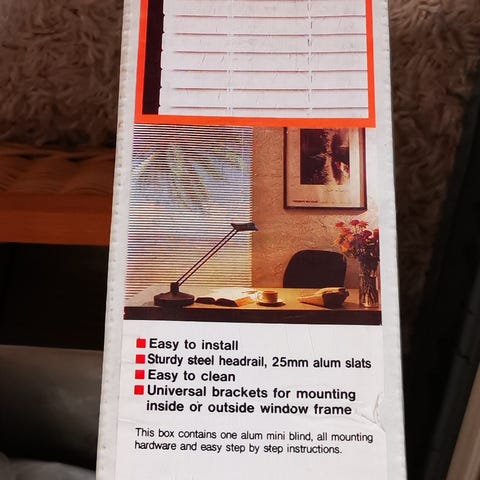 Easy to install
Sturdy steel headrail, 25mm alum slats
Easy to clean
Universal brackets for mounting
inside or outside window frame
This box contains one alum mini blind, all mounting
hardware and easy step by step instructions.